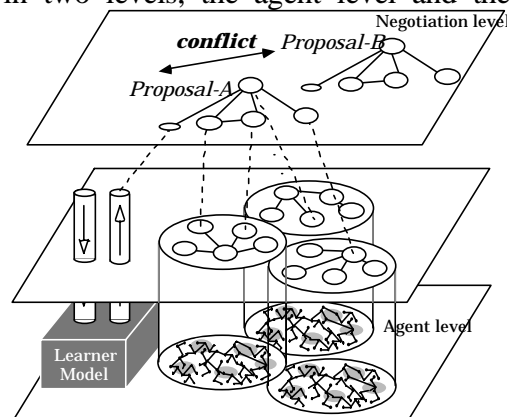 in two levels, the agent level and the
Negotiation level
conflict
Proposal-B
Proposal-A
Agent level
Learner
Model